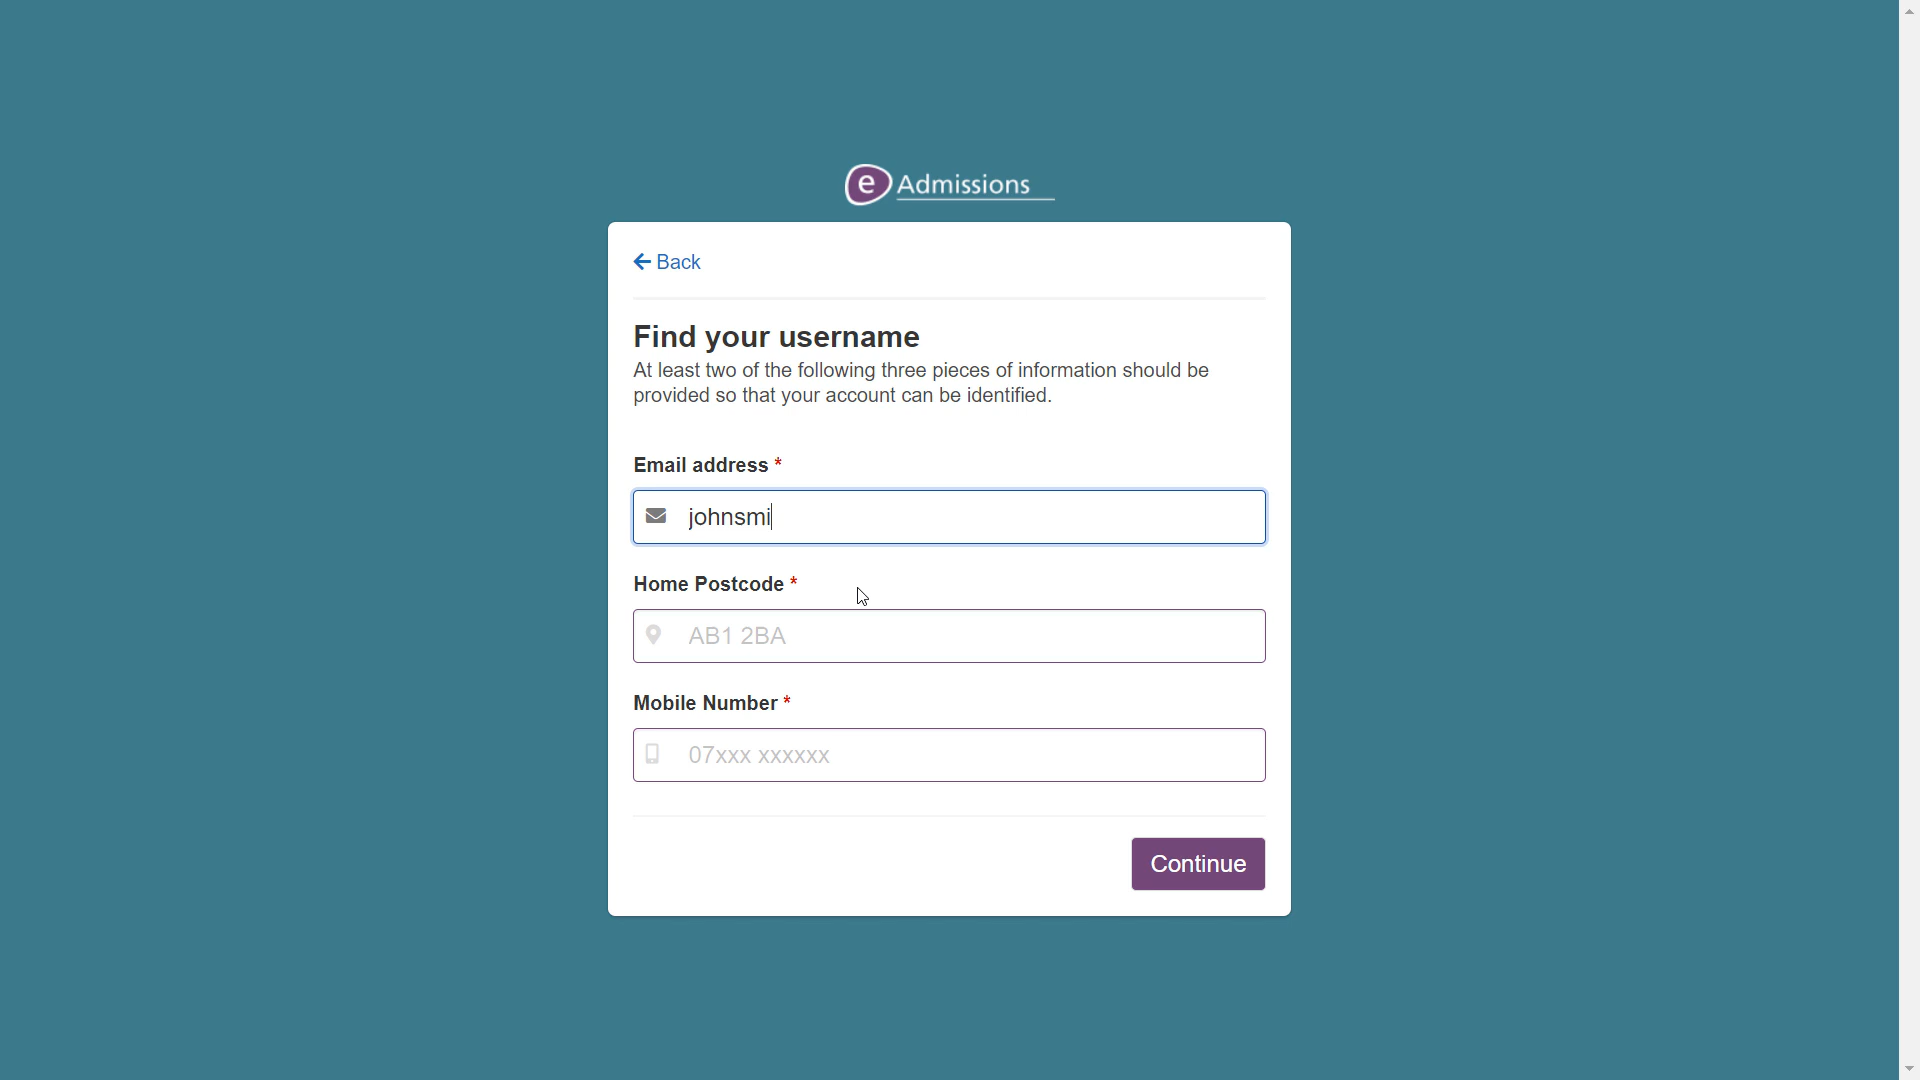 e Admissions
Back
Find your username
At least two of the following three pieces of information should be
provided so that your account can be identified.
Email address *
johnsmi
Home Postcode *
AB1 2BA
Mobile Number *
07xxx xxxxxx
Continue